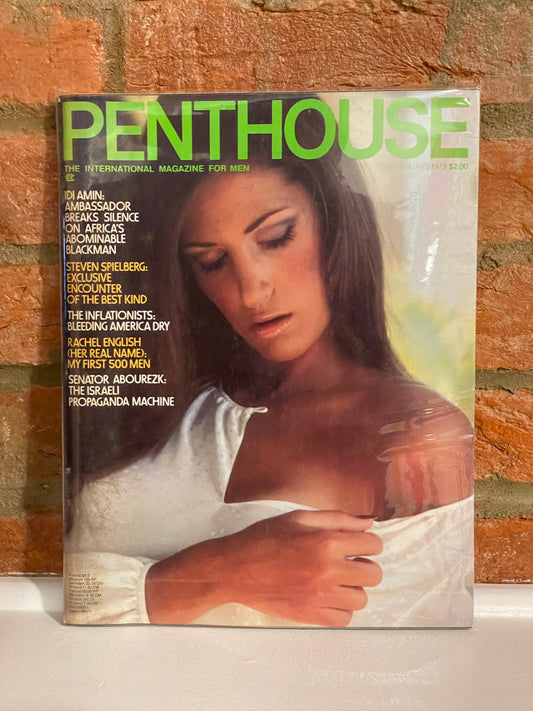 PENTHOUSE
THE INTERNATIONAL MAGAZINE FOR MEN
FEBRUARY 1978 $2.00
IDI AMIN:
AMBASSADOR
BREAKS SILENCE
ON AFRICA'S
ABOMINABLE
BLACKMAN
STEVEN SPIELBERG:
EXCLUSIVE
ENCOUNTER
OF THE BEST KIND
THE INFLATIONISTS:
BLEEDING AMERICA DRY
RACHEL ENGLISH
(HER REAL NAME):
MY FIRST 500 MEN
SENATOR ABOUREZK:
THE ISRAELI
PROPAGANDA MACHINE